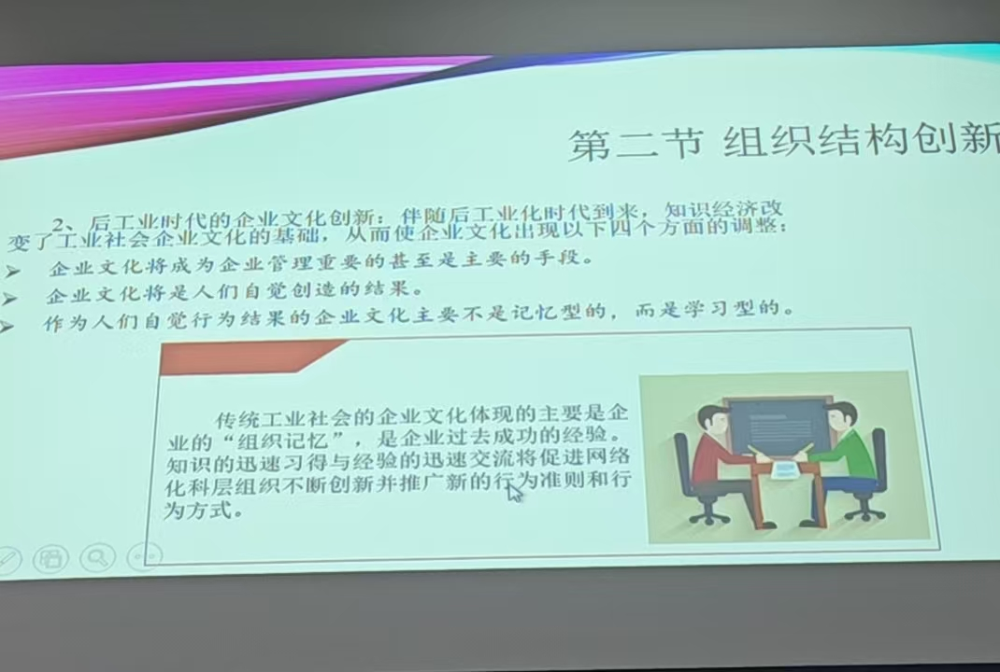 第二节 组织结构创新
2、后工业时代的企业文化创新：伴随后工业化时代到来，知识经济改
变了工业社会企业文化的基础，从而使企业文化出现以下四个方面的调整：
企业文化将成为企业管理重要的甚至是主要的手段。
企业文化将是人们自觉创造的结果。
作为人们自觉行为结果的企业文化主要不是记忆型的，而是学习型的。
传统工业社会的企业文化体现的主要是企
业的“组织记忆”，是企业过去成功的经验。
知识的迅速习得与经验的迅速交流将促进网络
化科层组织不断创新并推广新的行为准则和行
为方式。